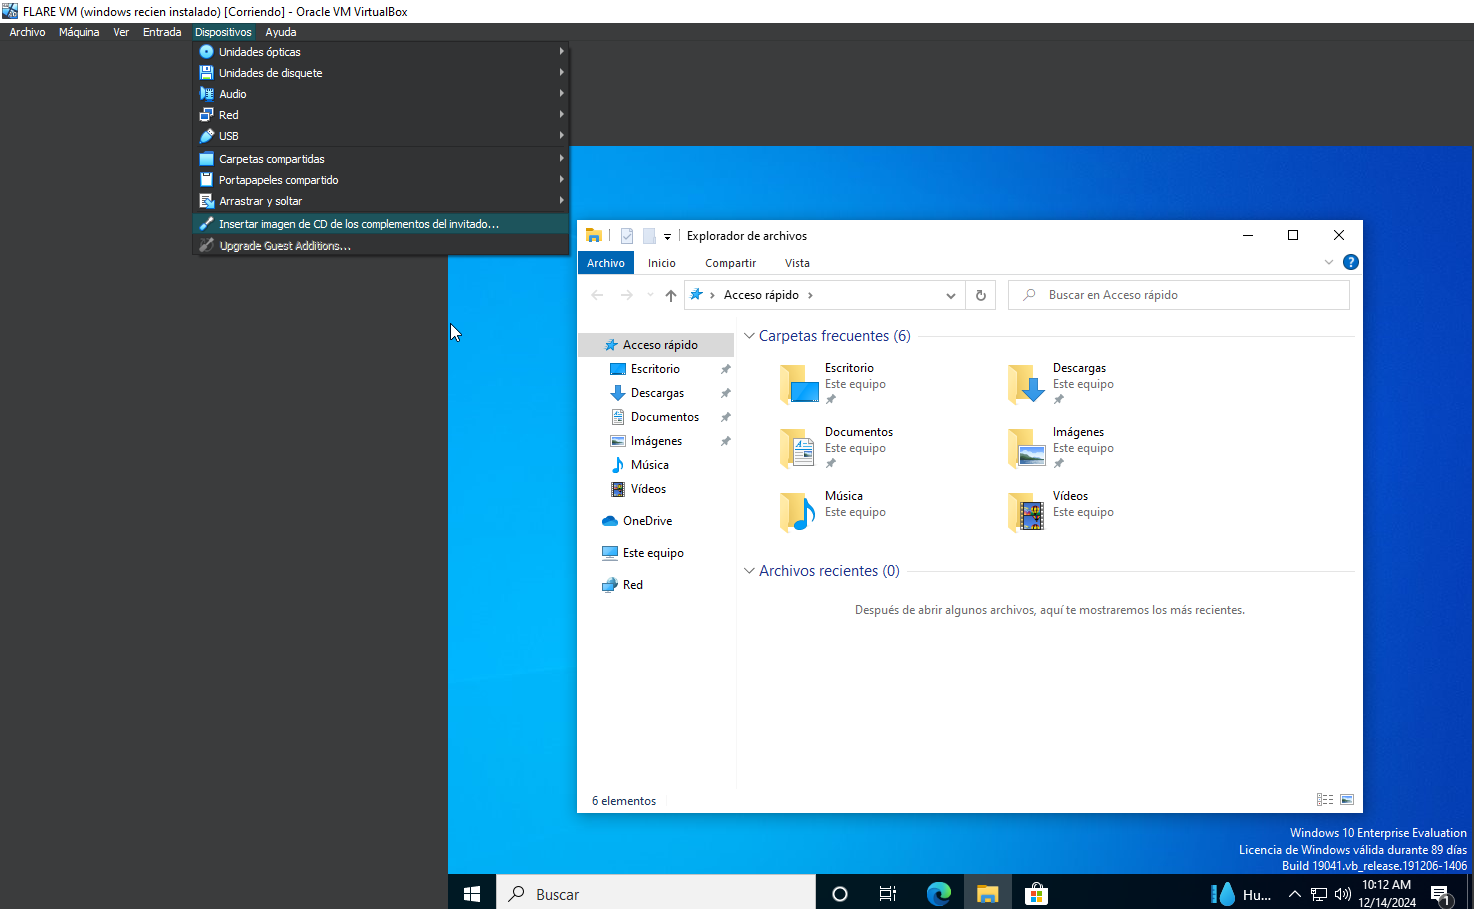 FLARE VM (windows recien instalado) [Corriendo] - Oracle VM VirtualBox
Archivo Máquina Ver Entrada Dispositivos Ayuda
Unidades ópticas
Unidades de disquete
Audio
Red
USB
Carpetas compartidas
Portapapeles compartido
Arrastrar y soltar
Insertar imagen de CD de los complementos del invitado...
Upgrade Guest Additions...
Explorador de archivos
Archivo Inicio Compartir Vista
Acceso rápido
Buscar en Acceso rápido
Acceso rápido
Escritorio
Descargas
Documentos
Imágenes
Música
Vídeos
OneDrive
Este equipo
Red
Carpetas frecuentes (6)
Escritorio
Este equipo
Descargas
Este equipo
Documentos
Este equipo
Imágenes
Este equipo
Música
Este equipo
Vídeos
Este equipo
Archivos recientes (0)
Después de abrir algunos archivos, aquí te mostraremos los más recientes.
6 elementos
Windows 10 Enterprise Evaluation
Licencia de Windows válida durante 89 días
Build 19041.vb_release.191206-1406
Buscar
Hu...
10:12 AM
12/14/2024
1